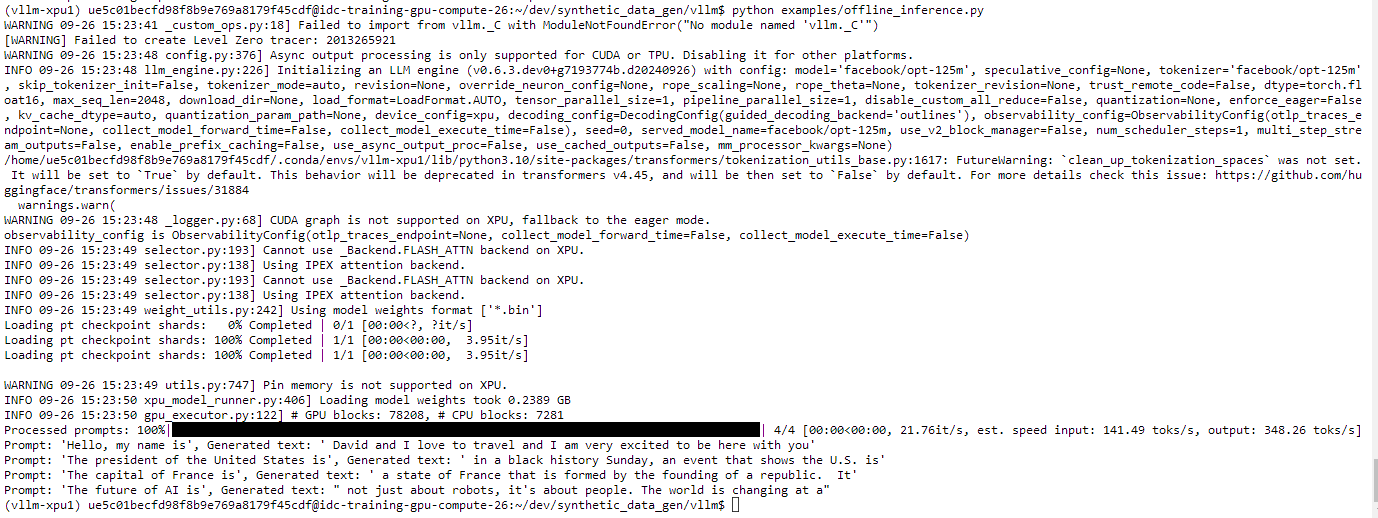 (vllm-xpu1) ue5c01becfd98f8b9e769a8179f45cdf@idc-training-gpu-compute-26:~/dev/synthetic_data_gen/vllm$ python examples/offline_inference.py
WARNING 09-26 15:23:41 _custom_ops.py:18] Failed to import from vllm._C with ModuleNotFoundError("No module named 'vllm._C'")
[WARNING] Failed to create Level Zero tracer: 2013265921
WARNING 09-26 15:23:48 config.py:376] Async output processing is only supported for CUDA or TPU. Disabling it for other platforms.
INFO 09-26 15:23:48 llm_engine.py:226] Initializing an LLM engine (v0.6.3.dev0+g7193774b.d20240926) with config: model='facebook/opt-125m', speculative_config=None, tokenizer='facebook/opt-125m'
, skip_tokenizer_init=False, tokenizer_mode=auto, revision=None, override_neuron_config=None, rope_scaling=None, rope_theta=None, tokenizer_revision=None, trust_remote_code=False, dtype=torch.fl
oat16, max_seq_len=2048, download_dir=None, load_format=LoadFormat.AUTO, tensor_parallel_size=1, pipeline_parallel_size=1, disable_custom_all_reduce=False, quantization=None, enforce_eager=False
, kv_cache_dtype=auto, quantization_param_path=None, device_config=xpu, decoding_config=DecodingConfig(guided_decoding_backend='outlines'), observability_config=ObservabilityConfig(otlp_traces_e
ndpoint=None, collect_model_forward_time=False, collect_model_execute_time=False), seed=0, served_model_name=facebook/opt-125m, use_v2_block_manager=False, num_scheduler_steps=1, multi_step_stre
am_outputs=False, enable_prefix_caching=False, use_async_output_proc=False, use_cached_outputs=False, mm_processor_kwargs=None)
/home/ue5c01becfd98f8b9e769a8179f45cdf/.conda/envs/vllm-xpu1/lib/python3.10/site-packages/transformers/tokenization_utils_base.py:1617: FutureWarning: `clean_up_tokenization_spaces` was not set.
 It will be set to `True` by default. This behavior will be deprecated in transformers v4.45, and will be then set to `False` by default. For more details check this issue: https://github.com/hu
ggingface/transformers/issues/31884
  warnings.warn(
WARNING 09-26 15:23:48 _logger.py:68] CUDA graph is not supported on XPU, fallback to the eager mode.
observability_config is ObservabilityConfig(otlp_traces_endpoint=None, collect_model_forward_time=False, collect_model_execute_time=False)
INFO 09-26 15:23:49 selector.py:193] Cannot use _Backend.FLASH_ATTN backend on XPU.
INFO 09-26 15:23:49 selector.py:138] Using IPEX attention backend.
INFO 09-26 15:23:49 selector.py:193] Cannot use _Backend.FLASH_ATTN backend on XPU.
INFO 09-26 15:23:49 selector.py:138] Using IPEX attention backend.
INFO 09-26 15:23:49 weight_utils.py:242] Using model weights format ['*.bin']
Loading pt checkpoint shards:   0% Completed | 0/1 [00:00<?, ?it/s]
Loading pt checkpoint shards: 100% Completed | 1/1 [00:00<00:00,  3.95it/s]
Loading pt checkpoint shards: 100% Completed | 1/1 [00:00<00:00,  3.95it/s]
WARNING 09-26 15:23:49 utils.py:747] Pin memory is not supported on XPU.
INFO 09-26 15:23:50 xpu_model_runner.py:406] Loading model weights took 0.2389 GB
INFO 09-26 15:23:50 gpu_executor.py:122] # GPU blocks: 78208, # CPU blocks: 7281
Processed prompts: 100%|| 4/4 [00:00<00:00, 21.76it/s, est. speed input: 141.49 toks/s, output: 348.26 toks/s]
Prompt: 'Hello, my name is', Generated text: ' David and I love to travel and I am very excited to be here with you'
Prompt: 'The president of the United States is', Generated text: ' in a black history Sunday, an event that shows the U.S. is'
Prompt: 'The capital of France is', Generated text: ' a state of France that is formed by the founding of a republic.  It'
Prompt: 'The future of AI is', Generated text: " not just about robots, it's about people. The world is changing at a"
(vllm-xpu1) ue5c01becfd98f8b9e769a8179f45cdf@idc-training-gpu-compute-26:~/dev/synthetic_data_gen/vllm$